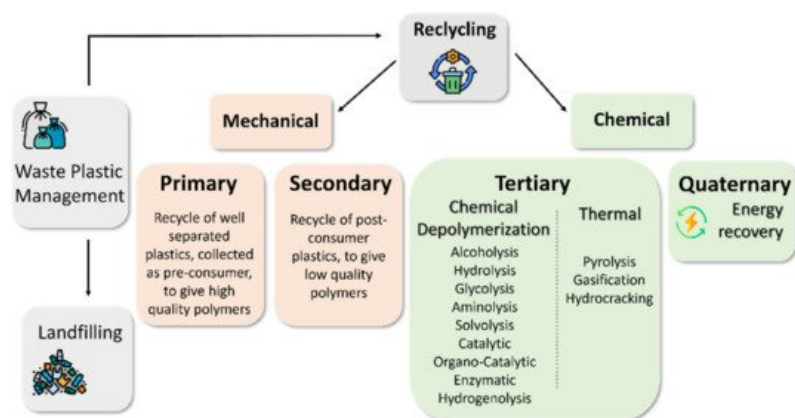 Reclycling
Waste Plastic
Management
Landfilling
Mechanical
Chemical
Primary
Recycle of well
separated
plastics, collected
as pre-consumer,
to give high
quality polymers
Secondary
Recycle of post-
consumer
plastics, to give
low quality
polymers
Tertiary
Chemical
Depolymerization
Alcoholysis
Hydrolysis
Glycolysis
Aminolysis
Solvolysis
Catalytic
Organo-Catalytic
Enzymatic
Hydrogenolysis
Thermal
Pyrolysis
Gasification
Hydrocracking
Quaternary
Energy
recovery